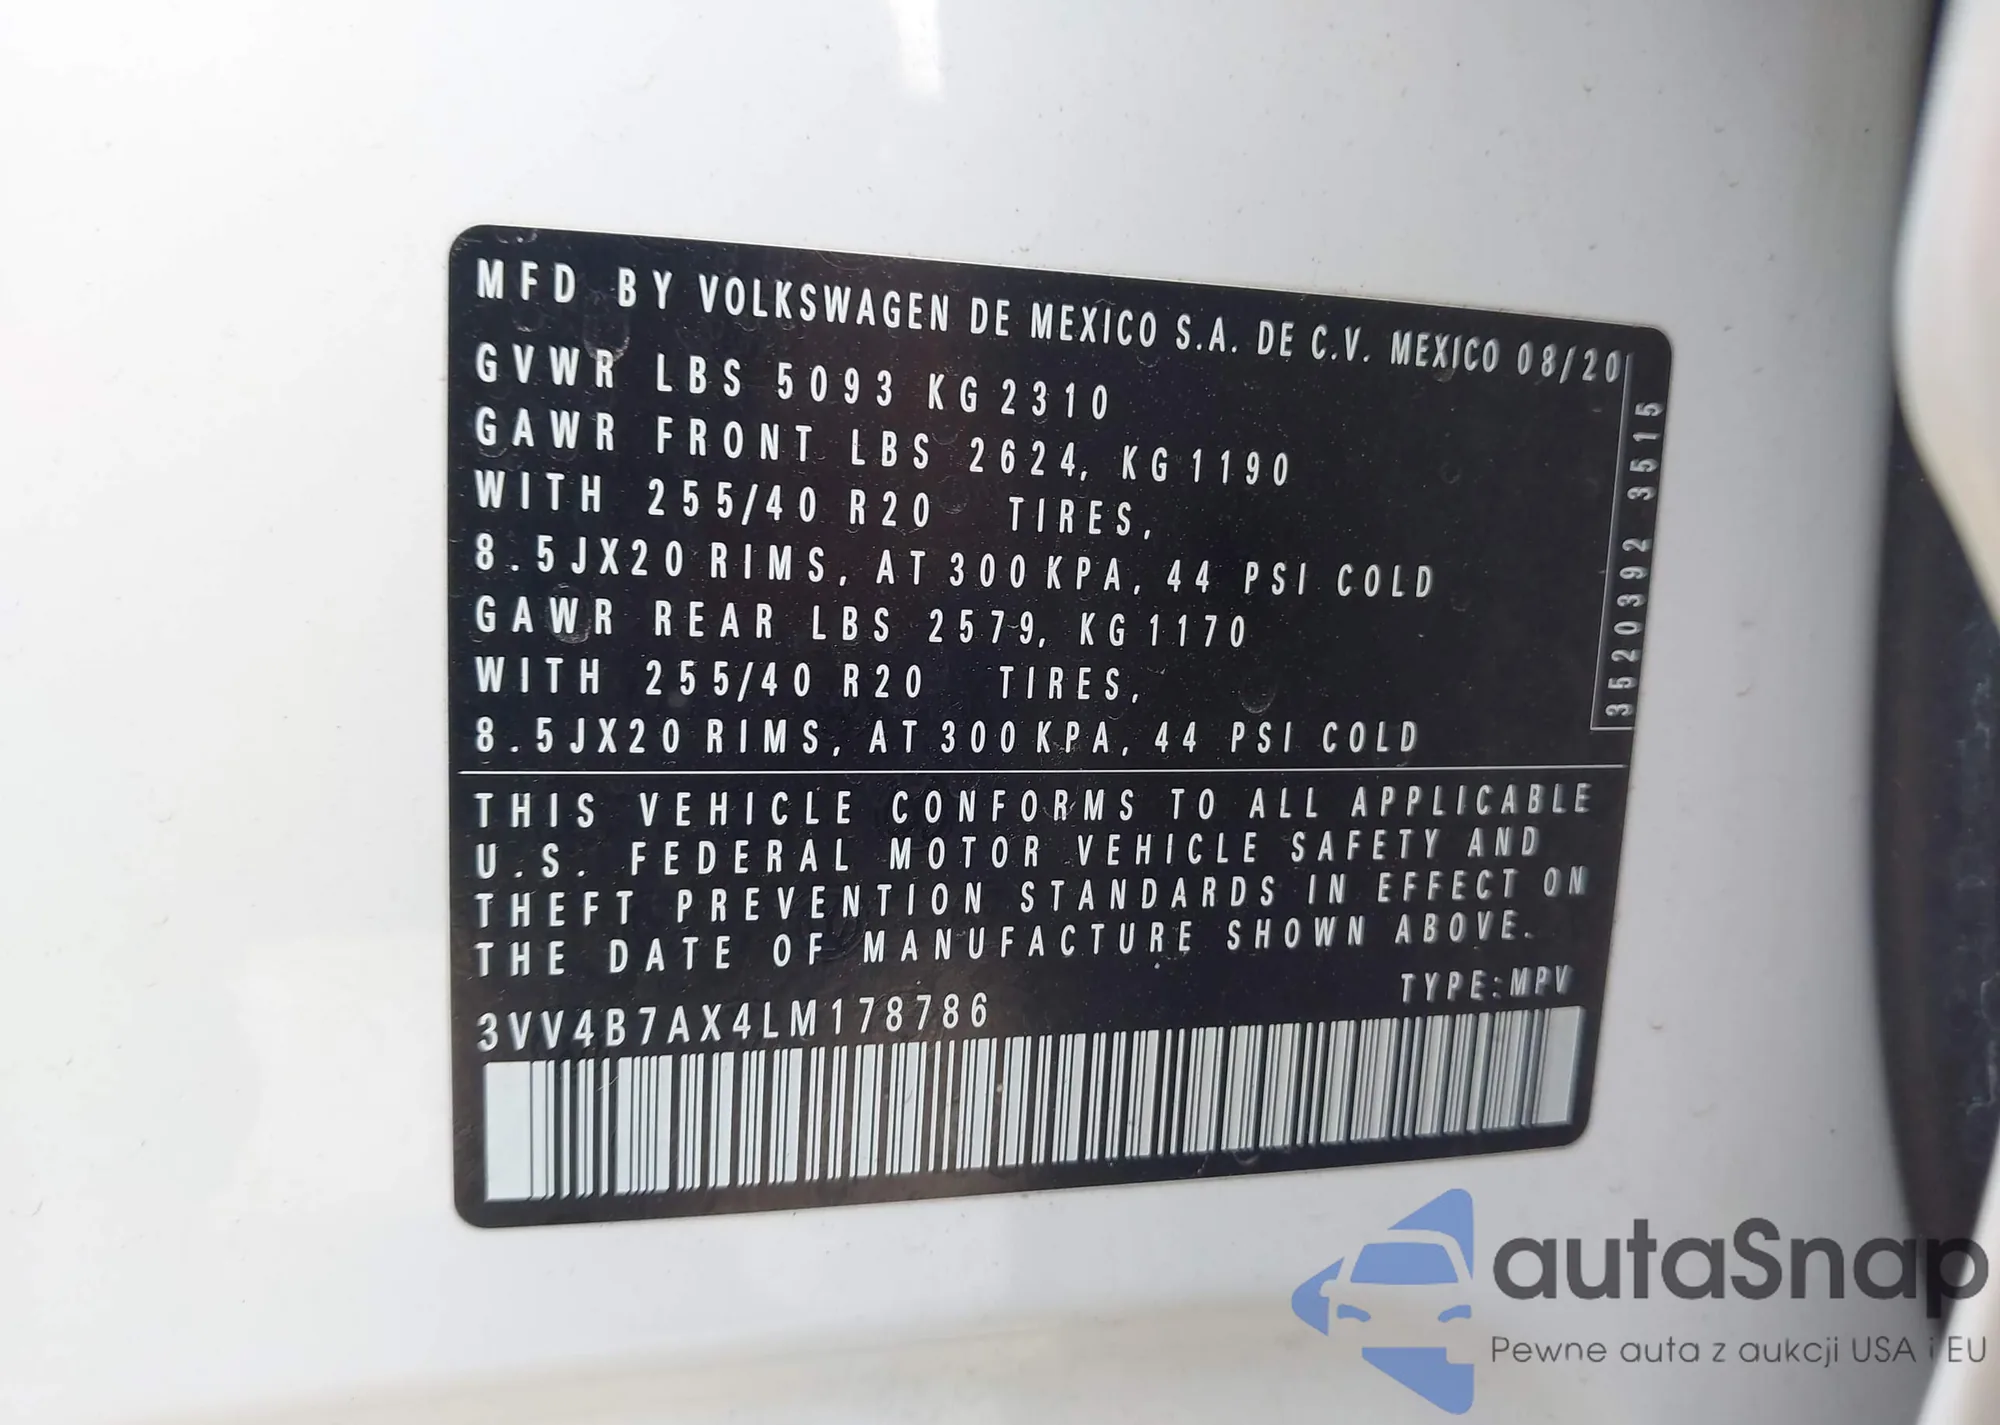 MFD BY VOLKSWAGEN DE MEXICO S.A. DE C.V. MEXICO 08/20
GVWR LBS 5093 KG 2310
GAWR FRONT LBS 2624, KG 1190
WITH 255/40 R20 TIRES,
8.5JX20 RIMS, AT 300 KPA, 44 PSI COLD
GAWR REAR LBS 2579, KG 1170
WITH 255/40 R20 TIRES,
8.5JX20 RIMS, AT 300 KPA, 44 PSI COLD
3520392 3515
THIS VEHICLE CONFORMS TO ALL APPLICABLE
U.S. FEDERAL MOTOR VEHICLE SAFETY AND
THEFT PREVENTION STANDARDS IN EFFECT ON
THE DATE OF MANUFACTURE SHOWN ABOVE.
TYPE:MPV
3VV4B7AX4LM178786
autaSnap
Pewne auta z aukcji USA i EU